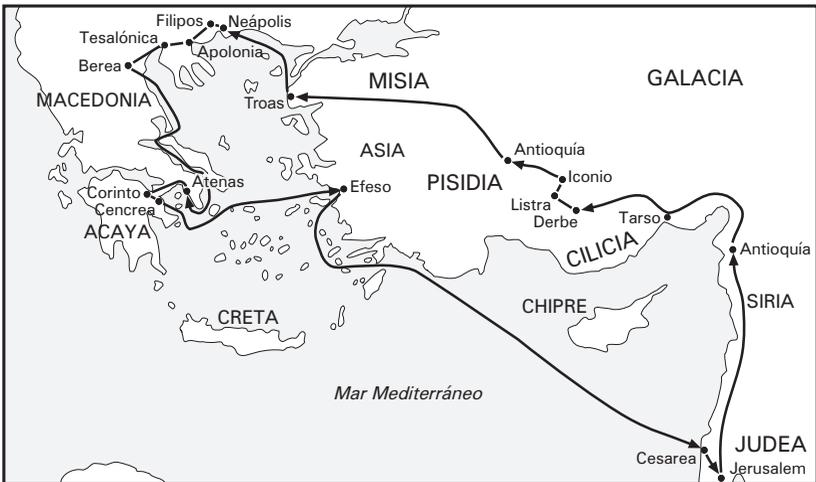 Filipos
Neápolis
Tesalónica
Apolonia
Berea
MISIA
GALACIA
MACEDONIA
Troas
ASIA
Antioquía
Iconio
PISIDIA
Atenas
Efeso
Corinto
Listra
Cencrea
Derbe
Tarso
ACAYA
CILICIA
Antioquía
CHIPRE
SIRIA
CRETA
Mar Mediterráneo
JUDEA
Cesarea
Jerusalem